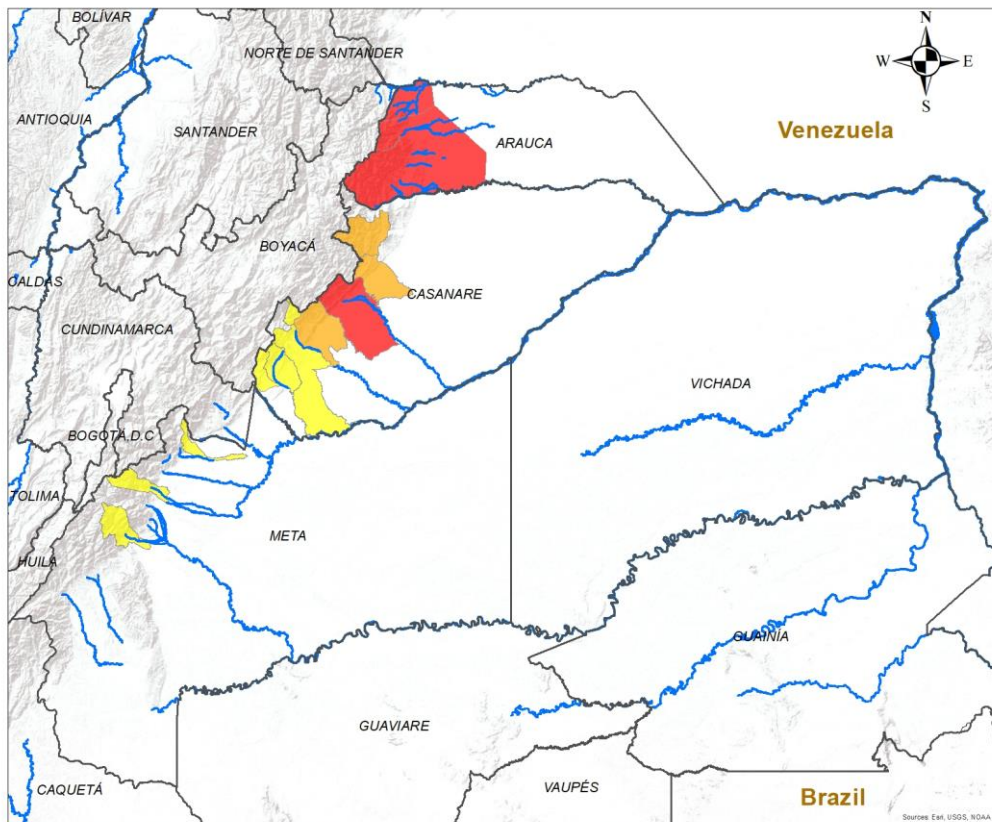 BOLÍVAR
NORTE DE SANTANDER
N
W E
S
ANTIOQUIA
SANTANDER
ARAUCA
Venezuela
BOYACÁ
CALDAS
CASANARE
CUNDINAMARCA
VICHADA
BOGOTÁ D.C
TOLIMA
META
HUILA
GUAINÍA
GUAVIARE
CAQUETÁ
VAUPÉS
Brazil
Sources: Esri, USGS, NOAA